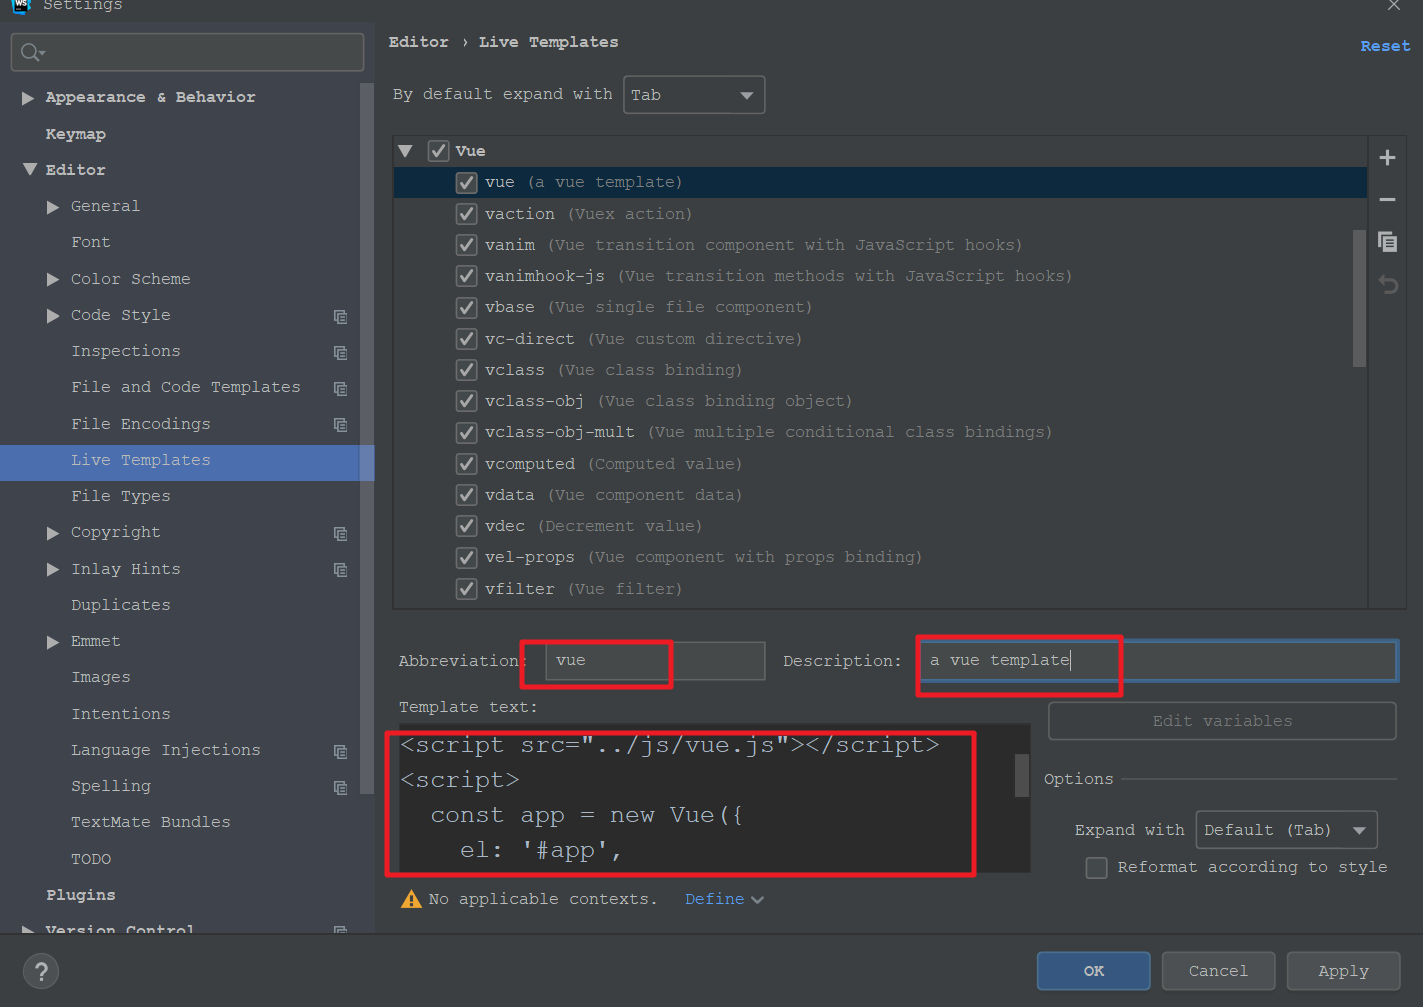 WS
Settings
Appearance & Behavior
Keymap
Editor
General
Font
Color Scheme
Code Style
Inspections
File and Code Templates
File Encodings
Live Templates
File Types
Copyright
Inlay Hints
Duplicates
Emmet
Images
Intentions
Language Injections
Spelling
TextMate Bundles
TODO
Plugins
Version Control
Editor › Live Templates
Reset
By default expand with Tab
Vue
vue (a vue template)
vaction (Vuex action)
vanim (Vue transition component with JavaScript hooks)
vanimhook-js (Vue transition methods with JavaScript hooks)
vbase (Vue single file component)
vc-direct (Vue custom directive)
vclass (Vue class binding)
vclass-obj (Vue class binding object)
vclass-obj-mult (Vue multiple conditional class bindings)
vcomputed (Computed value)
vdata (Vue component data)
vdec (Decrement value)
vel-props (Vue component with props binding)
vfilter (Vue filter)
Abbreviation: vue Description: a vue template
Template text:
<script src="../js/vue.js"></script>
<script>
const app = new Vue({
el: '#app',
Edit variables
Options
Expand with Default (Tab)
Reformat according to style
No applicable contexts. Define
?
OK Cancel Apply